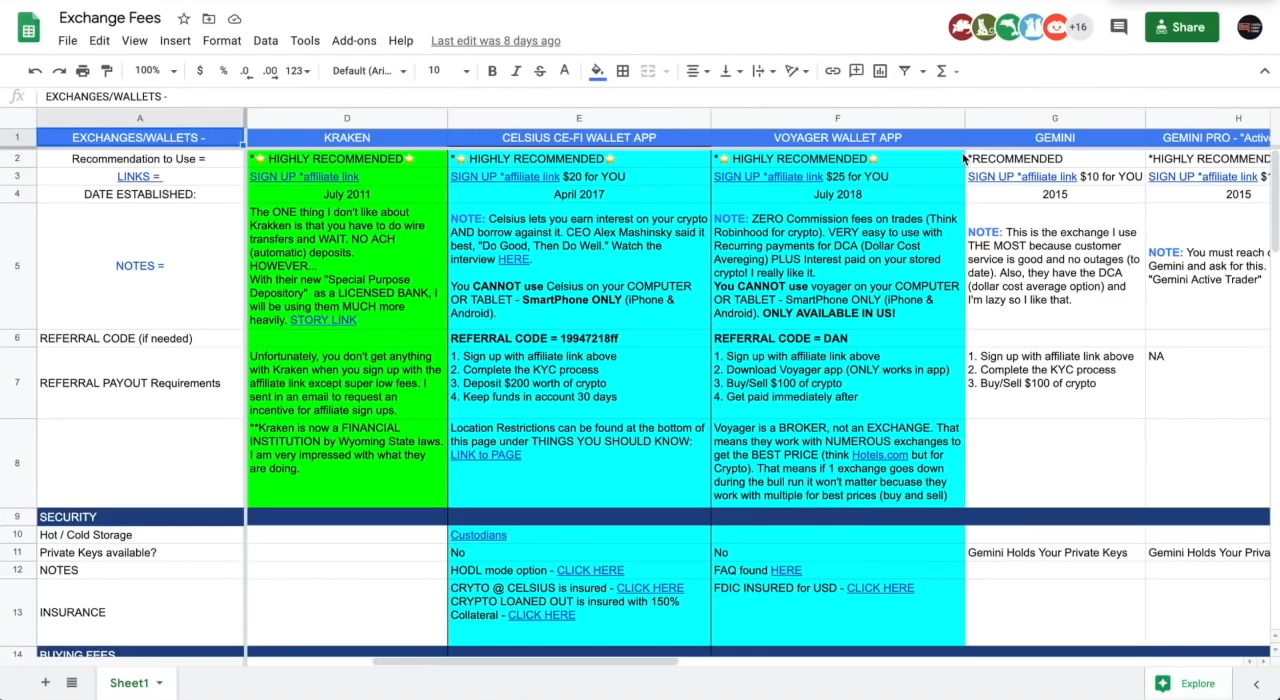 Exchange Fees
+16
Share
File Edit View Insert Format Data Tools Add-ons Help Last edit was 8 days ago
100% $ % .0 .00 123 Default (Ari... 10 B I S A
fx EXCHANGES/WALLETS -
A D E F G H
1 EXCHANGES/WALLETS - KRAKEN CELSIUS CE-FI WALLET APP VOYAGER WALLET APP GEMINI GEMINI PRO - "Active
2 Recommendation to Use = *⭐ HIGHLY RECOMMENDED⭐ *⭐ HIGHLY RECOMMENDED⭐ *⭐ HIGHLY RECOMMENDED⭐ *RECOMMENDED *HIGHLY RECOMMEND
3 LINKS = SIGN UP *affiliate link SIGN UP *affiliate link $20 for YOU SIGN UP *affiliate link $25 for YOU SIGN UP *affiliate link $10 for YOU SIGN UP *affiliate link
4 DATE ESTABLISHED: July 2011 April 2017 July 2018 2015 2015
5 NOTES =
The ONE thing I don't like about
Krakken is that you have to do wire
transfers and WAIT. NO ACH
(automatic) deposits.
HOWEVER...
With their new "Special Purpose
Depository" as a LICENSED BANK, I
will be using them MUCH more
heavily. STORY LINK
NOTE: Celsius lets you earn interest on your crypto
AND borrow against it. CEO Alex Mashinsky said it
best, "Do Good, Then Do Well." Watch the
interview HERE.
You CANNOT use Celsius on your COMPUTER
OR TABLET - SmartPhone ONLY (iPhone &
Android).
NOTE: ZERO Commission fees on trades (Think
Robinhood for crypto). VERY easy to use with
Recurring payments for DCA (Dollar Cost
Avereging) PLUS Interest paid on your stored
crypto! I really like it.
You CANNOT use voyager on your COMPUTER
OR TABLET - SmartPhone ONLY (iPhone &
Android). ONLY AVAILABLE IN US!
NOTE: This is the exchange I use
THE MOST because customer
service is good and no outages (to
date). Also, they have the DCA
(dollar cost average option) and
I'm lazy so I like that.
NOTE: You must reach
Gemini and ask for this.
"Gemini Active Trader"
6 REFERRAL CODE (if needed) REFERRAL CODE = 19947218ff REFERRAL CODE = DAN
7 REFERRAL PAYOUT Requirements
Unfortunately, you don't get anything
with Kraken when you sign up with the
affiliate link except super low fees. I
sent in an email to request an
incentive for affiliate sign ups.
1. Sign up with affiliate link above
2. Complete the KYC process
3. Deposit $200 worth of crypto
4. Keep funds in account 30 days
1. Sign up with affiliate link above
2. Download Voyager app (ONLY works in app)
3. Buy/Sell $100 of crypto
4. Get paid immediately after
1. Sign up with affiliate link above
2. Complete the KYC process
3. Buy/Sell $100 of crypto
NA
8
**Kraken is now a FINANCIAL
INSTITUTION by Wyoming State laws.
I am very impressed with what they
are doing.
Location Restrictions can be found at the bottom of
this page under THINGS YOU SHOULD KNOW:
LINK to PAGE
Voyager is a BROKER, not an EXCHANGE. That
means they work with NUMEROUS exchanges to
get the BEST PRICE (think Hotels.com but for
Crypto). That means if 1 exchange goes down
during the bull run it won't matter becuase they
work with multiple for best prices (buy and sell)
9 SECURITY
10 Hot / Cold Storage Custodians
11 Private Keys available? No No Gemini Holds Your Private Keys Gemini Holds Your Priva
12 NOTES HODL mode option - CLICK HERE FAQ found HERE
13 INSURANCE
CRYTO @ CELSIUS is insured - CLICK HERE
CRYPTO LOANED OUT is insured with 150%
Collateral - CLICK HERE
FDIC INSURED for USD - CLICK HERE
14 BUYING FEES
Sheet1
Explore